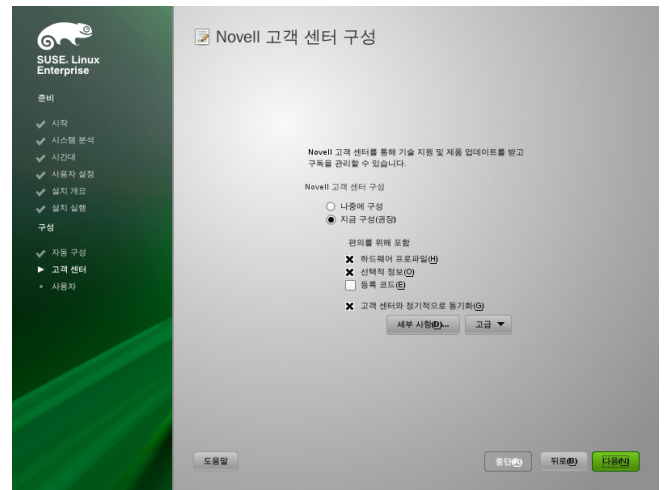 SUSE. Linux
Enterprise
준비
시작
시스템 분석
시간대
사용자 설정
설치 개요
설치 실행
구성
자동 구성
고객 센터
사용자
Novell 고객 센터 구성
Novell 고객 센터를 통해 기술 지원 및 제품 업데이트를 받고
구독을 관리할 수 있습니다.
Novell 고객 센터 구성
나중에 구성
지금 구성(권장)
편의를 위해 포함
하드웨어 프로파일(H)
선택적 정보(O)
등록 코드(E)
고객 센터와 정기적으로 동기화(G)
세부 사항(D)...
고급
도움말
중단(R)
뒤로(B)
다음(N)